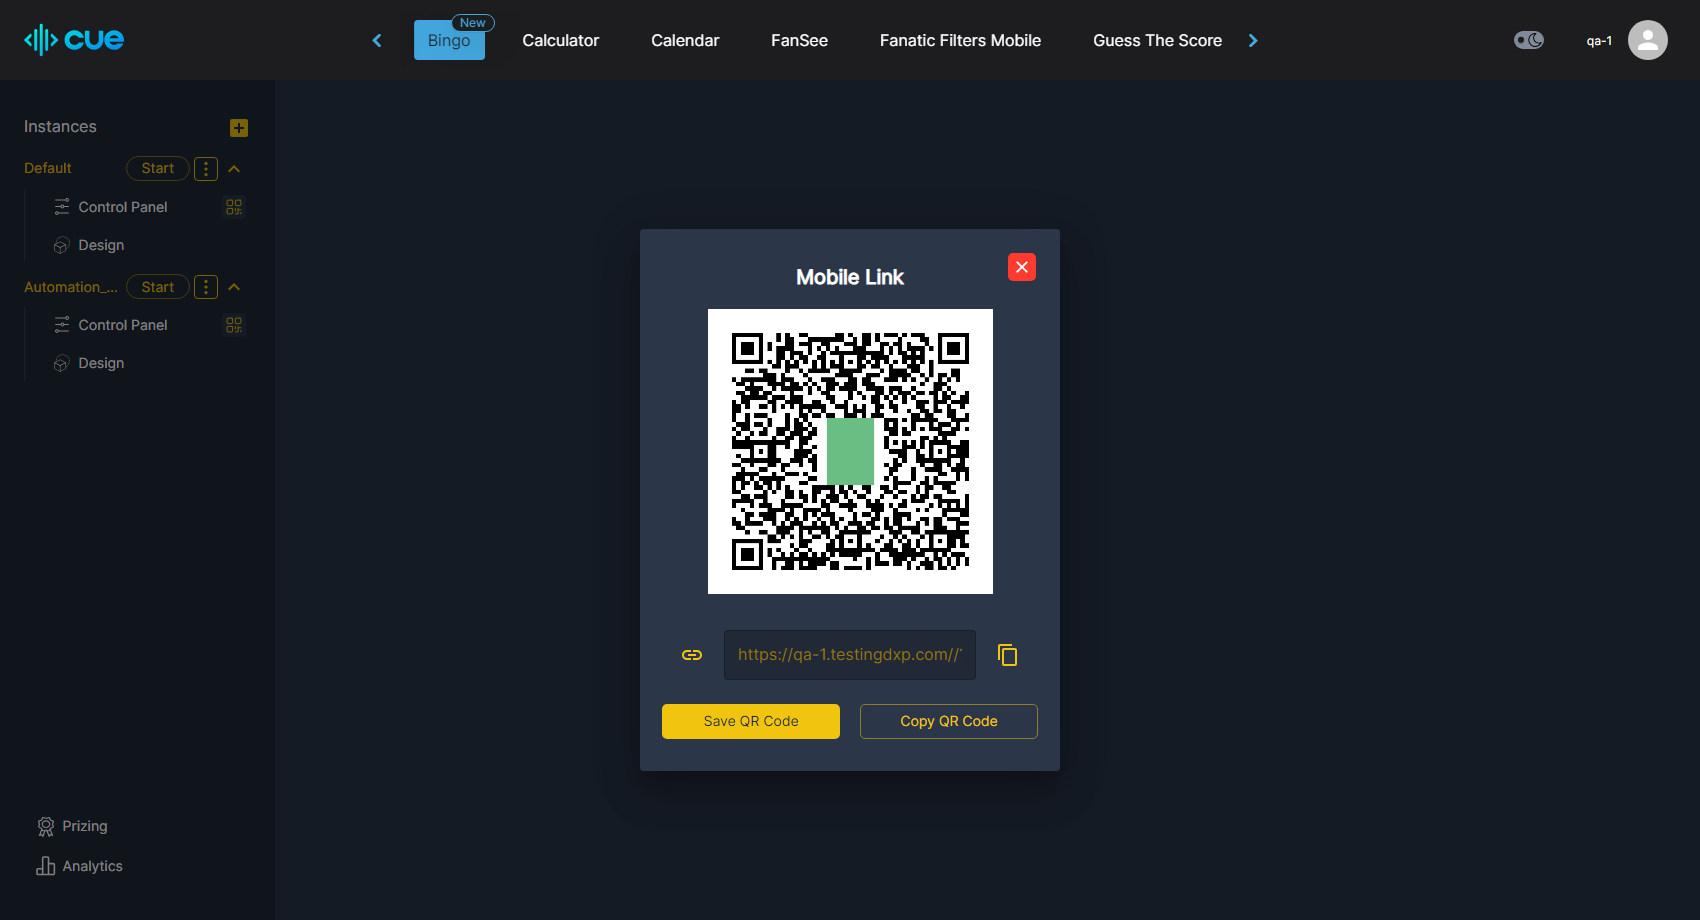 cue
New
Bingo
Calculator
Calendar
FanSee
Fanatic Filters Mobile
Guess The Score
qa-1
Instances
Default
Start
Control Panel
Design
Automation_...
Start
Control Panel
Design
Mobile Link
https://qa-1.testingdxp.com//
Save QR Code
Copy QR Code
Prizing
Analytics